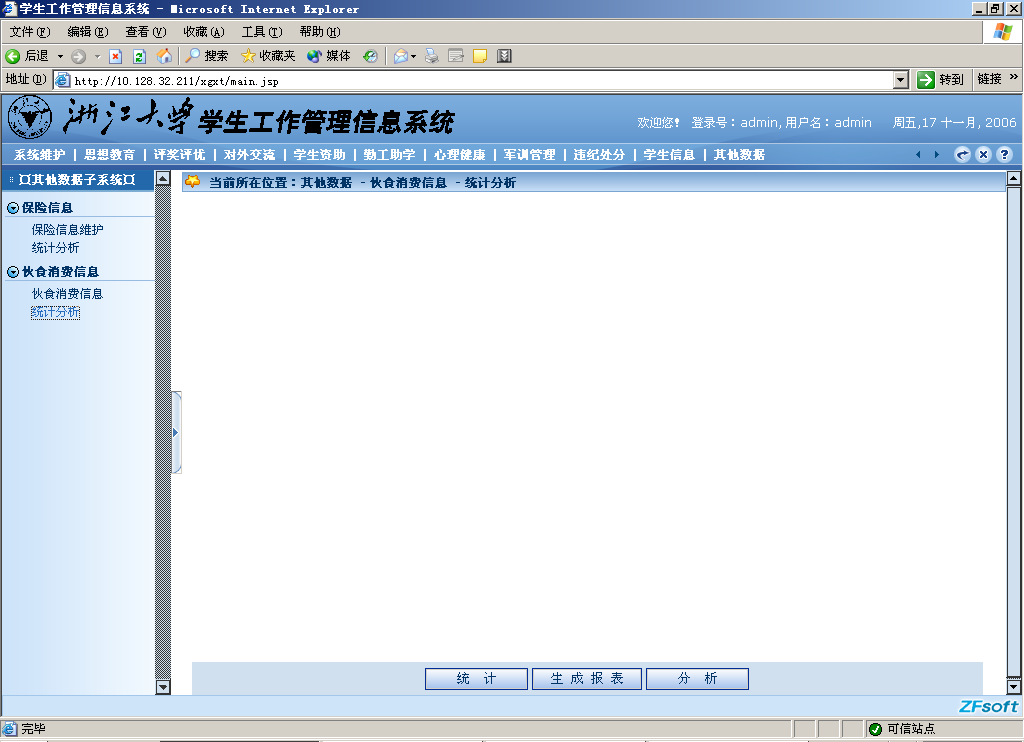 学生工作管理信息系统 - Microsoft Internet Explorer
文件(F) 编辑(E) 查看(V) 收藏(A) 工具(T) 帮助(H)
后退 搜索 收藏夹 媒体
地址(D) http://10.128.32.211/xgxt/main.jsp 转到 链接 »
浙江大学 学生工作管理信息系统
欢迎您! 登录号：admin,用户名：admin 周五,17 十一月, 2006
系统维护 | 思想教育 | 评奖评优 | 对外交流 | 学生资助 | 勤工助学 | 心理健康 | 军训管理 | 违纪处分 | 学生信息 | 其他数据
¤其他数据子系统¤
当前所在位置：其他数据 - 伙食消费信息 - 统计分析
保险信息
保险信息维护
统计分析
伙食消费信息
伙食消费信息
统计分析
统 计 生 成 报 表 分 析
ZFsoft
完毕 可信站点